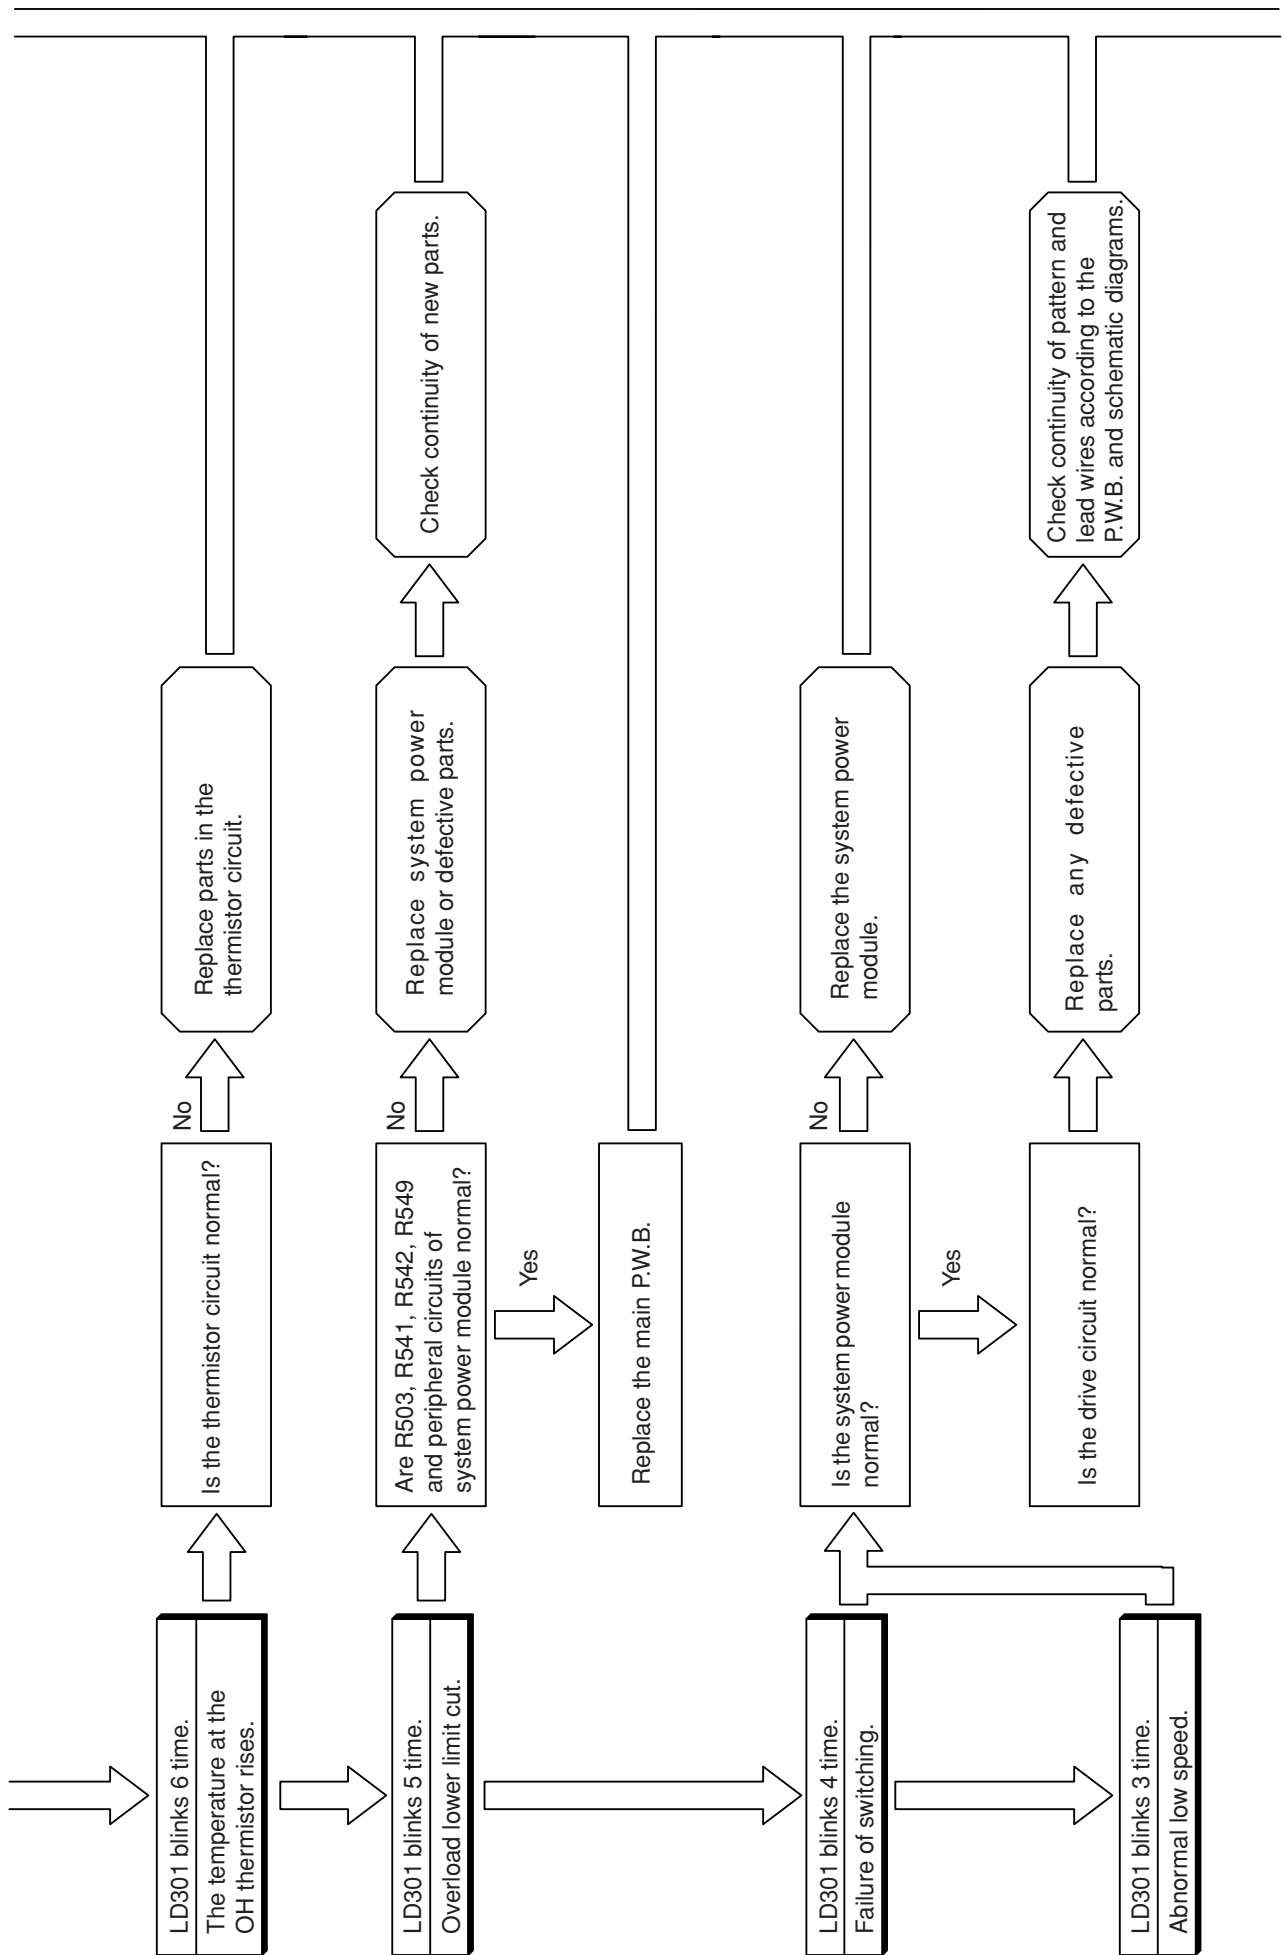 LD301 blinks 6 time.
The temperature at the
OH thermistor rises.
Is the thermistor circuit normal?
No
Replace parts in the
thermistor circuit.
LD301 blinks 5 time.
Overload lower limit cut.
Are R503, R541, R542, R549
and peripheral circuits of
system power module normal?
No
Replace system power
module or defective parts.
Check continuity of new parts.
Yes
Replace the main P.W.B.
LD301 blinks 4 time.
Failure of switching.
Is the system power module
normal?
No
Replace the system power
module.
Yes
LD301 blinks 3 time.
Abnormal low speed.
Is the drive circuit normal?
Replace any defective
parts.
Check continuity of pattern and
lead wires according to the
P.W.B. and schematic diagrams.